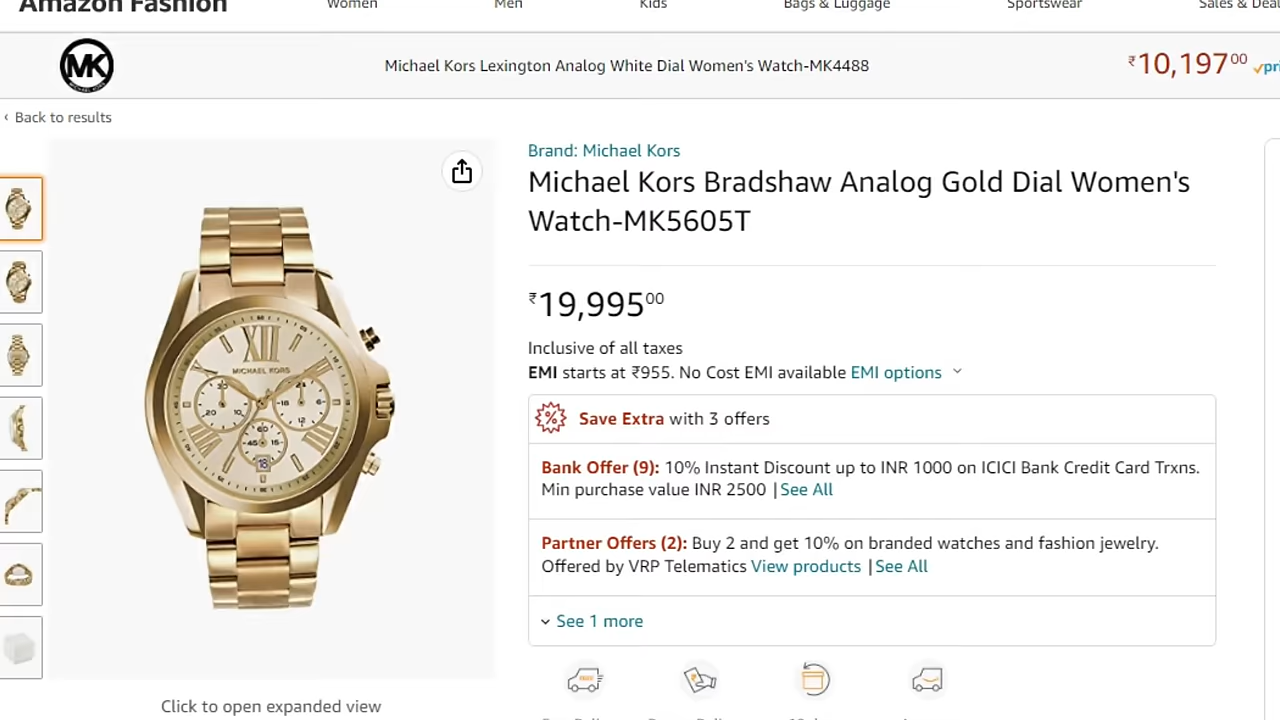 Amazon Fashion
Women Men Kids Bags & Luggage Sportswear Sales & Deal
MK
Michael Kors Lexington Analog White Dial Women's Watch-MK4488
₹10,197⁰⁰ pri
‹ Back to results
Brand: Michael Kors
Michael Kors Bradshaw Analog Gold Dial Women's
Watch-MK5605T
₹19,995⁰⁰
Inclusive of all taxes
EMI starts at ₹955. No Cost EMI available EMI options
Save Extra with 3 offers
Bank Offer (9): 10% Instant Discount up to INR 1000 on ICICI Bank Credit Card Trxns.
Min purchase value INR 2500 | See All
Partner Offers (2): Buy 2 and get 10% on branded watches and fashion jewelry.
Offered by VRP Telematics View products | See All
See 1 more
XII
MICHAEL KORS
Click to open expanded view